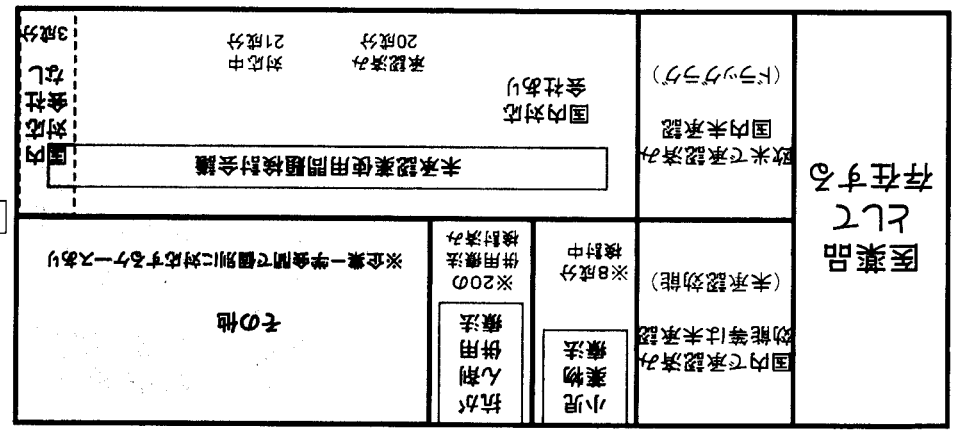 医薬品
として
存在する
国内で承認済み
効能等は未承認
(未承認効能)
小児
薬物
療法
※8成分
検討中
抗が
ん剤
併用
療法
※20の
併用療法
検討済み
その他
※企業ー学会間で個別に対応するケースあり
欧米で承認済み
国内未承認
(ドラッグラグ)
未承認薬使用問題検討会議
国内対応
会社あり
承認済み
20成分
対応中
21成分
国内
対応
会社
なし
3成分